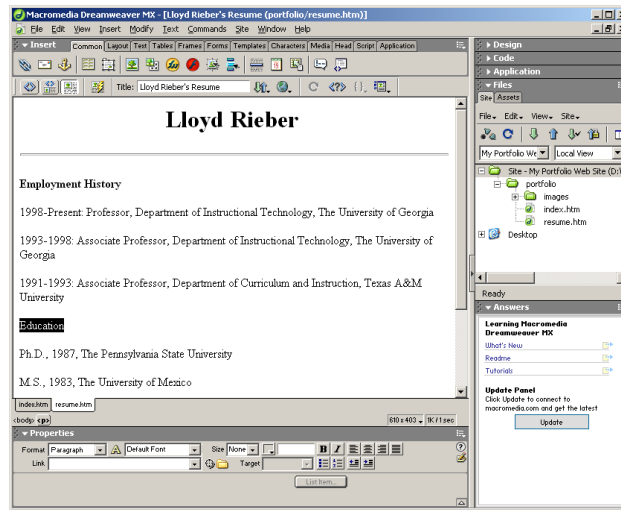 Macromedia Dreamweaver MX - [Lloyd Rieber's Resume (portfolio/resume.htm)]
File Edit View Insert Modify Text Commands Site Window Help
Insert Common Layout Text Tables Frames Forms Templates Characters Media Head Script Application
Title: Lloyd Rieber's Resume
Lloyd Rieber
Employment History
1998-Present: Professor, Department of Instructional Technology, The University of Georgia
1993-1998: Associate Professor, Department of Instructional Technology, The University of
Georgia
1991-1993: Associate Professor, Department of Curriculum and Instruction, Texas A&M
University
Education
Ph.D., 1987, The Pennsylvania State University
M.S., 1983, The University of Mexico
index.htm resume.htm
<body> <p> 610 x 403 1K / 1 sec
Properties
Format Paragraph Default Font Size None B I
Link Target
List Item...
Design
Code
Application
Files
Site Assets
File Edit View Site
My Portfolio We Local View
Site - My Portfolio Web Site (D:\
portfolio
images
index.htm
resume.htm
Desktop
Ready
Answers
Learning Macromedia
Dreamweaver MX
What's New
Readme
Tutorials
Update Panel
Click Update to connect to
macromedia.com and get the latest
Update